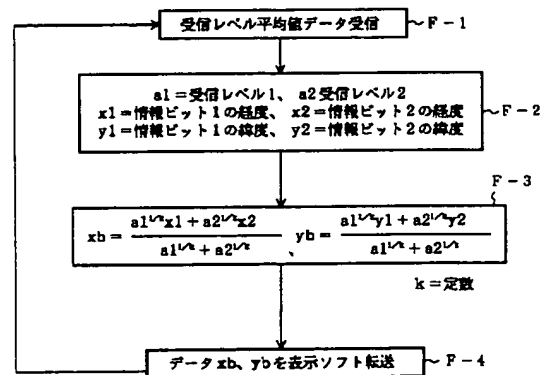 受信レベル平均値データ受信 ～F-1
a1=受信レベル1、a2受信レベル2
x1=情報ビット1の経度、x2=情報ビット2の経度
y1=情報ビット1の緯度、y2=情報ビット2の緯度
～F-2
F-3
xb = (a1^{1/k}x1 + a2^{1/k}x2) / (a1^{1/k} + a2^{1/k})、yb = (a1^{1/k}y1 + a2^{1/k}y2) / (a1^{1/k} + a2^{1/k})
k=定数
データxb、ybを表示ソフト転送 ～F-4